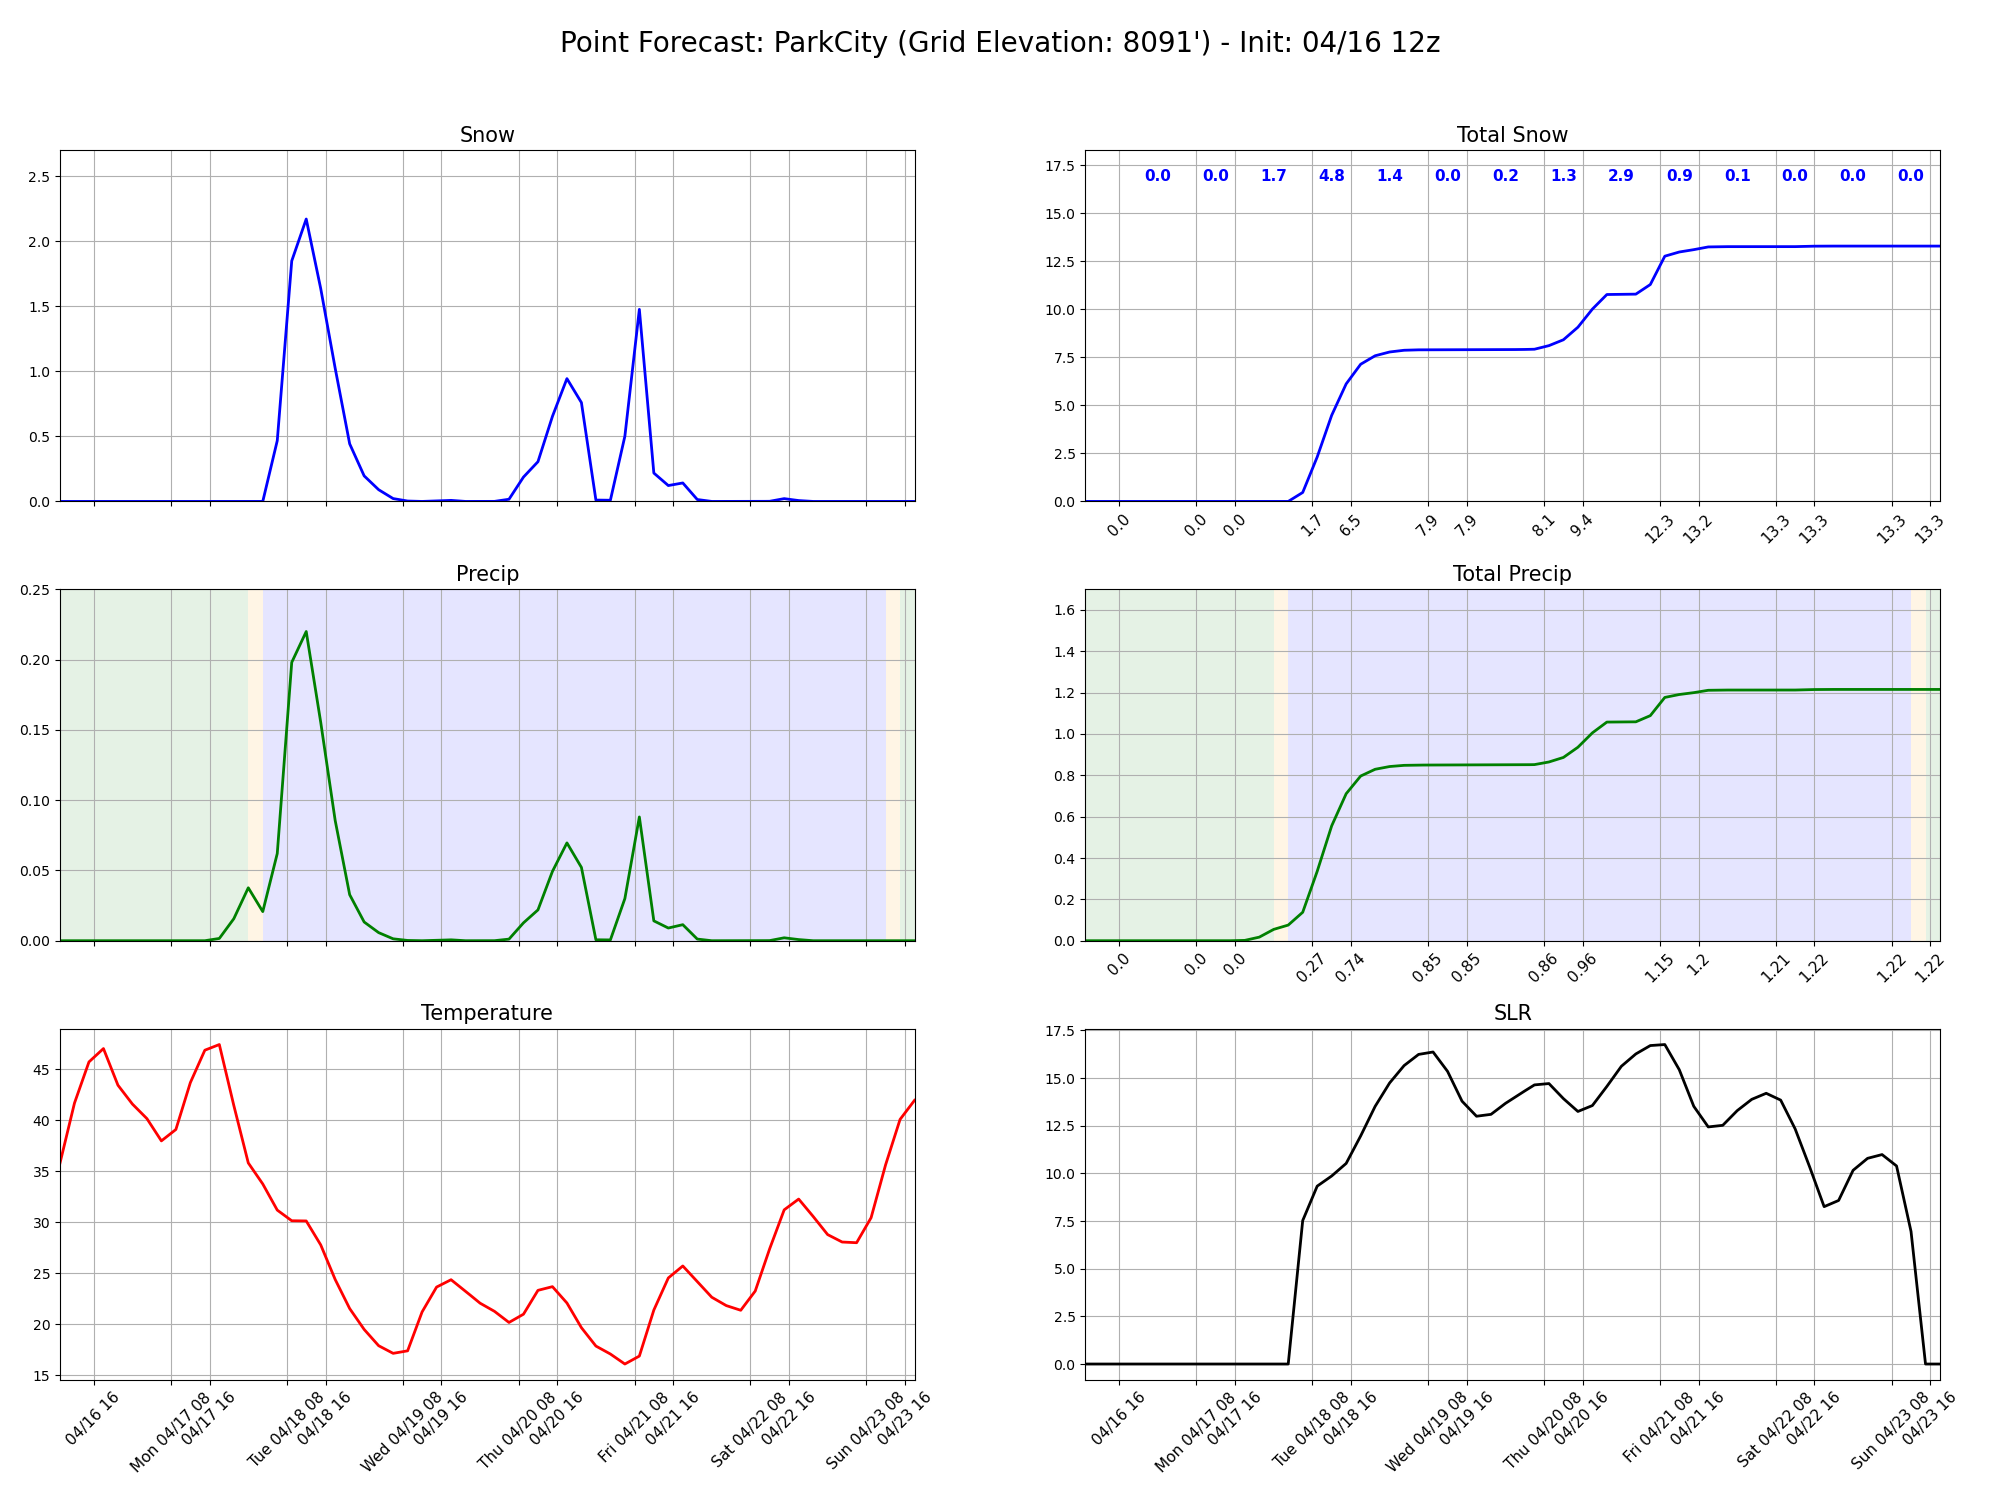 Point Forecast: ParkCity (Grid Elevation: 8091') - Init: 04/16 12z
Snow
2.5
2.0
1.5
1.0
0.5
0.0
Total Snow
17.5
15.0
12.5
10.0
7.5
5.0
2.5
0.0
0.0 0.0 1.7 4.8 1.4 0.0 0.2 1.3 2.9 0.9 0.1 0.0 0.0 0.0
0.0 0.0 0.0 1.7 6.5 7.9 7.9 8.1 9.4 12.3 13.2 13.3 13.3 13.3 13.3
Precip
0.25
0.20
0.15
0.10
0.05
0.00
Total Precip
1.6
1.4
1.2
1.0
0.8
0.6
0.4
0.2
0.0
0.0 0.0 0.0 0.27 0.74 0.85 0.85 0.86 0.96 1.15 1.2 1.21 1.22 1.22 1.22
Temperature
45
40
35
30
25
20
15
04/16 16
Mon 04/17 08
04/17 16
Tue 04/18 08
04/18 16
Wed 04/19 08
04/19 16
Thu 04/20 08
04/20 16
Fri 04/21 08
04/21 16
Sat 04/22 08
04/22 16
Sun 04/23 08
04/23 16
SLR
17.5
15.0
12.5
10.0
7.5
5.0
2.5
0.0
04/16 16
Mon 04/17 08
04/17 16
Tue 04/18 08
04/18 16
Wed 04/19 08
04/19 16
Thu 04/20 08
04/20 16
Fri 04/21 08
04/21 16
Sat 04/22 08
04/22 16
Sun 04/23 08
04/23 16